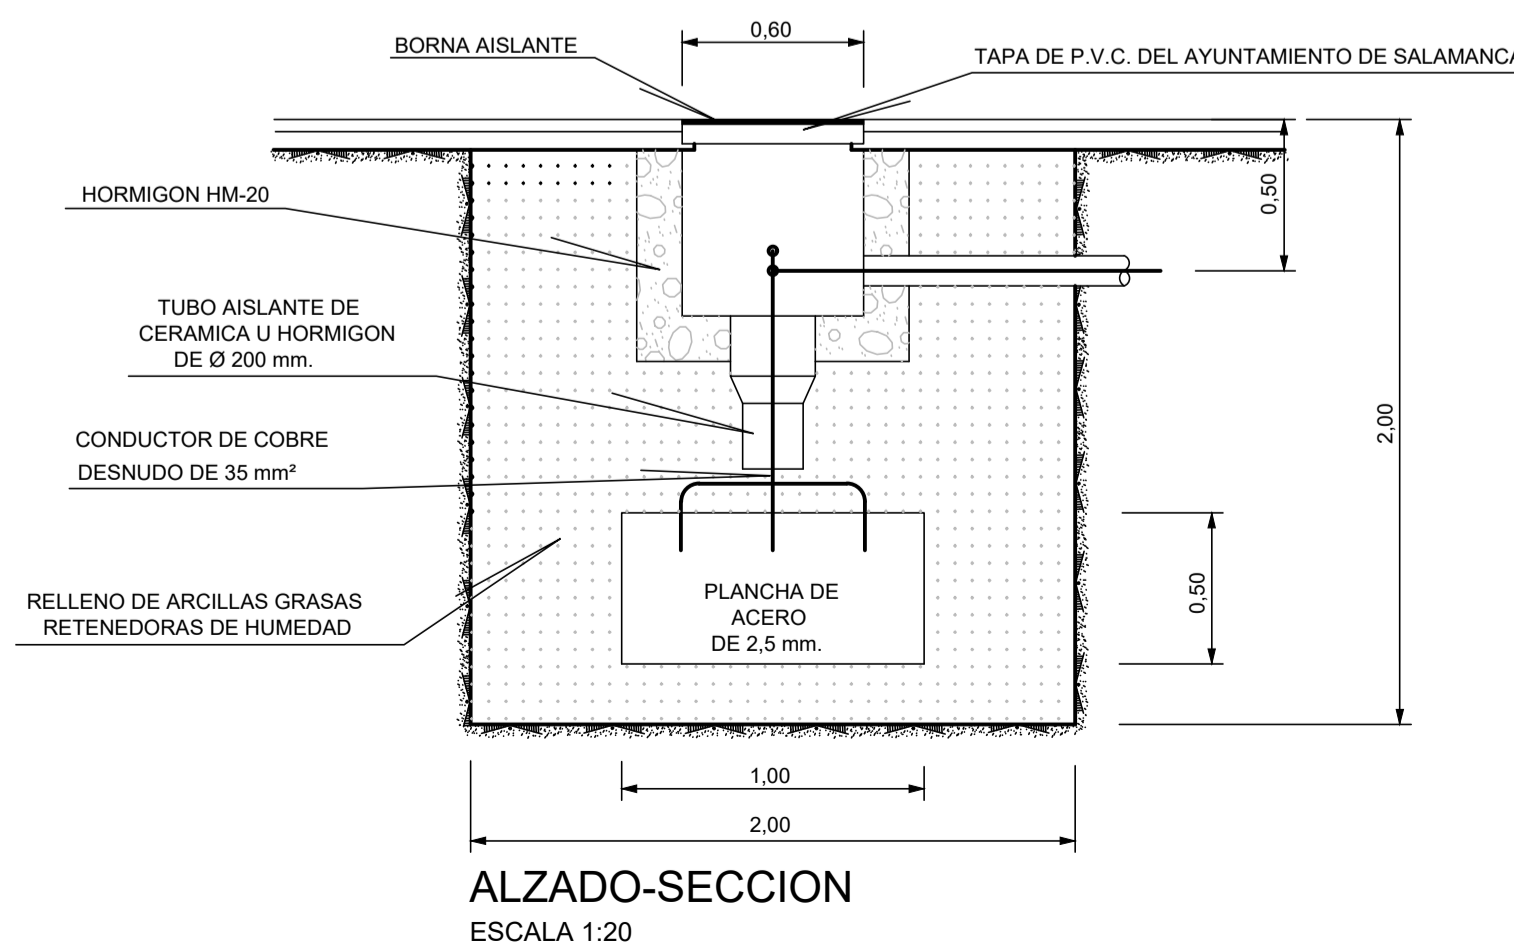 0,60
BORNA AISLANTE
TAPA DE P.V.C. DEL AYUNTAMIENTO DE SALAMANCA
0,50
HORMIGON HM-20
TUBO AISLANTE DE
CERAMICA U HORMIGON
DE Ø 200 mm.
2,00
CONDUCTOR DE COBRE
DESNUDO DE 35 mm²
PLANCHA DE
ACERO
DE 2,5 mm.
0,50
RELLENO DE ARCILLAS GRASAS
RETENEDORAS DE HUMEDAD
1,00
2,00
ALZADO-SECCION
ESCALA 1:20